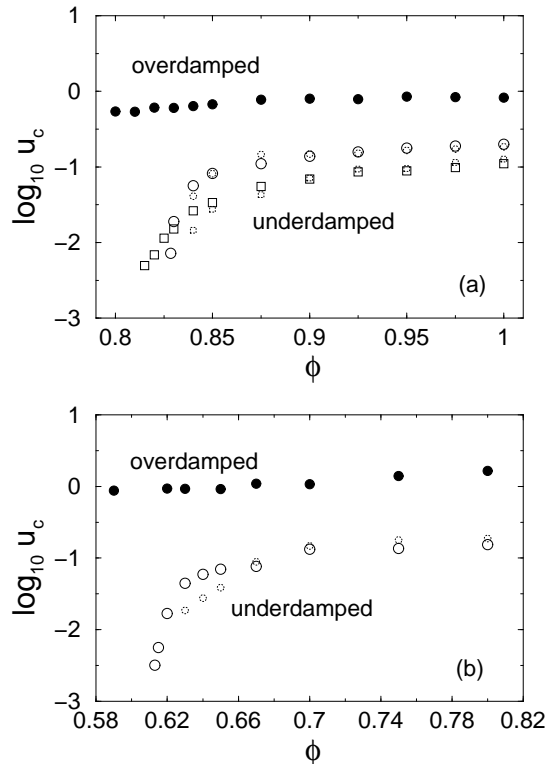 1
overdamped
0
log₁₀ u_c
−1
underdamped
−2
(a)
−3
0.8 0.85 0.9 0.95 1
ϕ
1
overdamped
0
log₁₀ u_c
−1
underdamped
−2
(b)
−3
0.58 0.62 0.66 0.7 0.74 0.78 0.82
ϕ